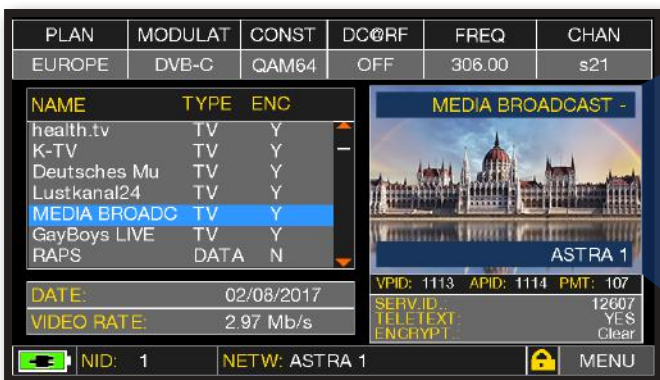 PLAN MODULAT CONST DC@RF FREQ CHAN
EUROPE DVB-C QAM64 OFF 306.00 s21
NAME TYPE ENC
health.tv TV Y
K-TV TV Y
Deutsches Mu TV Y
Lustkanal24 TV Y
MEDIA BROADC TV Y
GayBoys LIVE TV Y
RAPS DATA N
DATE: 02/08/2017
VIDEO RATE: 2.97 Mb/s
MEDIA BROADCAST -
ASTRA 1
VPID: 1113 APID: 1114 PMT: 107
SERV.ID.: 12607
TELETEXT: YES
ENCRYPT.: Clear
NID: 1 NETW: ASTRA 1 MENU